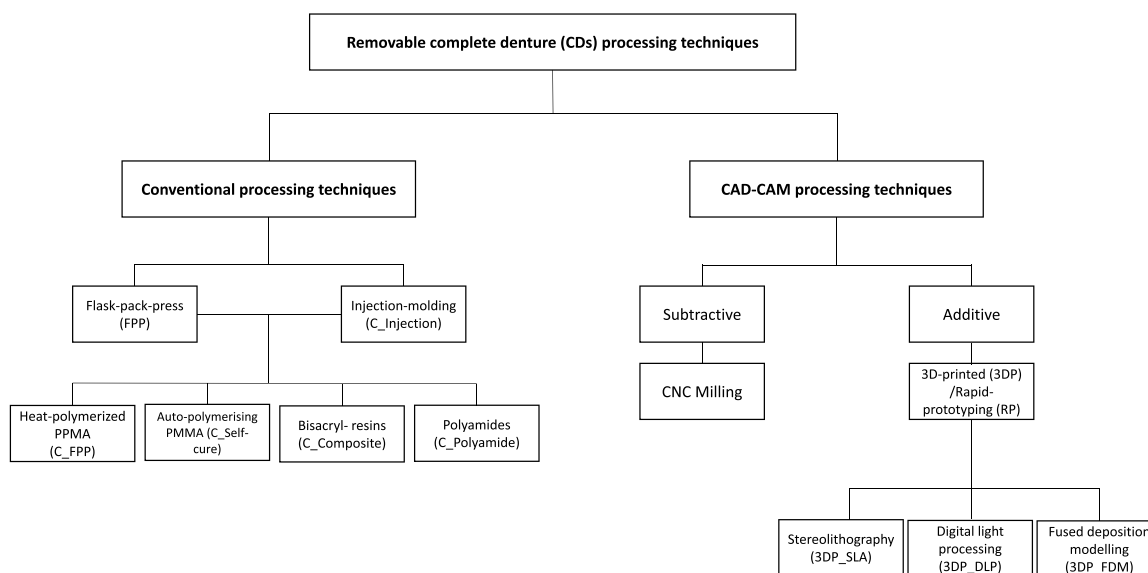 Removable complete denture (CDs) processing techniques
Conventional processing techniques
CAD-CAM processing techniques
Flask-pack-press
(FPP)
Injection-molding
(C_Injection)
Subtractive
Additive
CNC Milling
3D-printed (3DP)
/Rapid-
prototyping (RP)
Heat-polymerized
PPMA
(C_FPP)
Auto-polymerising
PMMA (C_Self-
cure)
Bisacryl- resins
(C_Composite)
Polyamides
(C_Polyamide)
Stereolithography
(3DP_SLA)
Digital light
processing
(3DP_DLP)
Fused deposition
modelling
(3DP_FDM)